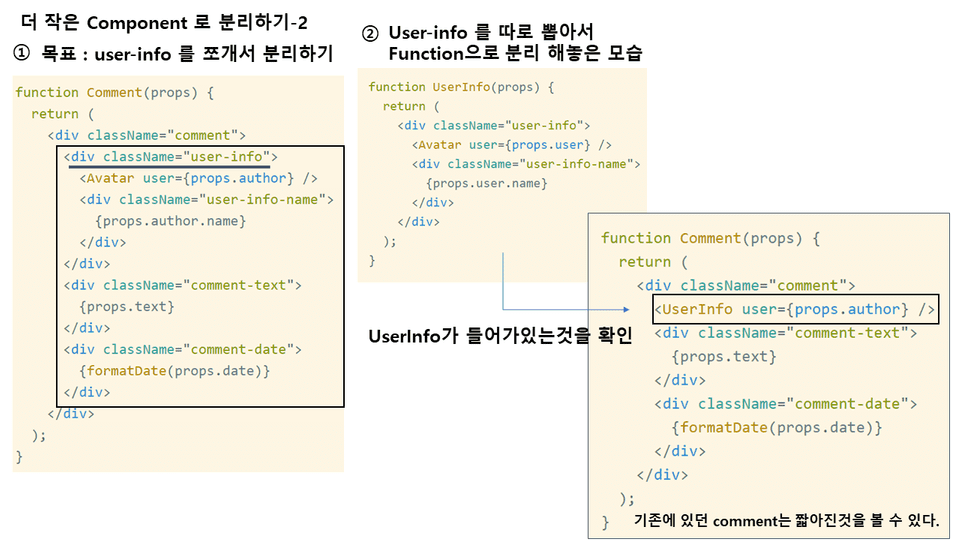 더 작은 Component 로 분리하기-2
① 목표 : user-info 를 쪼개서 분리하기
function Comment(props) {
return (
<div className="comment">
<div className="user-info">
<Avatar user={props.author} />
<div className="user-info-name">
{props.author.name}
</div>
</div>
<div className="comment-text">
{props.text}
</div>
<div className="comment-date">
{formatDate(props.date)}
</div>
</div>
);
}
② User-info 를 따로 뽑아서
Function으로 분리 해놓은 모습
function UserInfo(props) {
return (
<div className="user-info">
<Avatar user={props.user} />
<div className="user-info-name">
{props.user.name}
</div>
</div>
);
}
UserInfo가 들어가있는것을 확인
function Comment(props) {
return (
<div className="comment">
<UserInfo user={props.author} />
<div className="comment-text">
{props.text}
</div>
<div className="comment-date">
{formatDate(props.date)}
</div>
</div>
);
}
기존에 있던 comment는 짧아진것을 볼 수 있다.